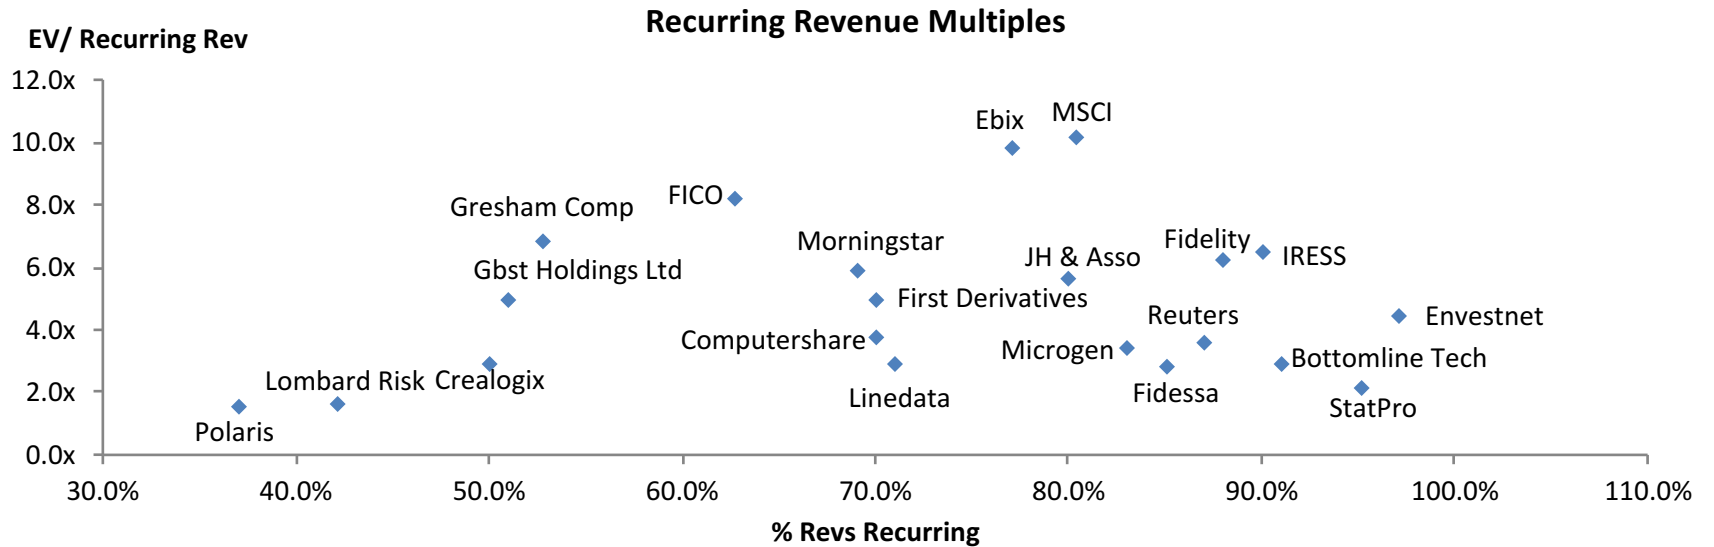 Recurring Revenue Multiples
EV/ Recurring Rev
12.0x
10.0x
8.0x
6.0x
4.0x
2.0x
0.0x
Ebix
MSCI
FICO
Gresham Comp
Morningstar
Fidelity
JH & Asso
IRESS
Gbst Holdings Ltd
First Derivatives
Reuters
Envestnet
Computershare
Microgen
Bottomline Tech
Lombard Risk
Crealogix
Linedata
Fidessa
StatPro
Polaris
30.0%
40.0%
50.0%
60.0%
70.0%
80.0%
90.0%
100.0%
110.0%
% Revs Recurring